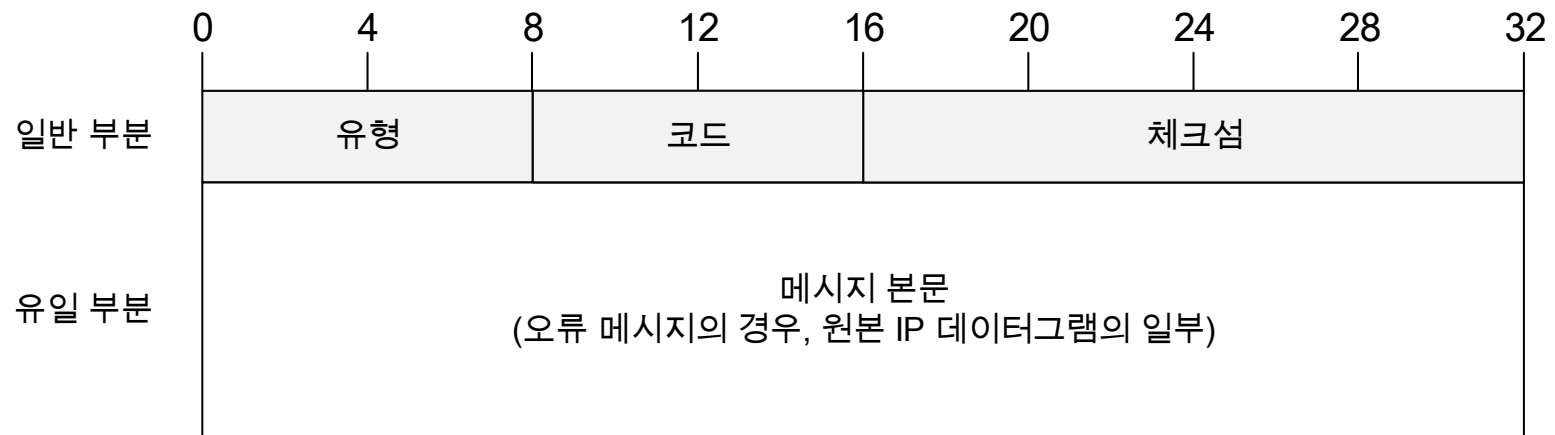 0 4 8 12 16 20 24 28 32
일반 부분 유형 코드 체크섬
유일 부분
메시지 본문
(오류 메시지의 경우, 원본 IP 데이터그램의 일부)